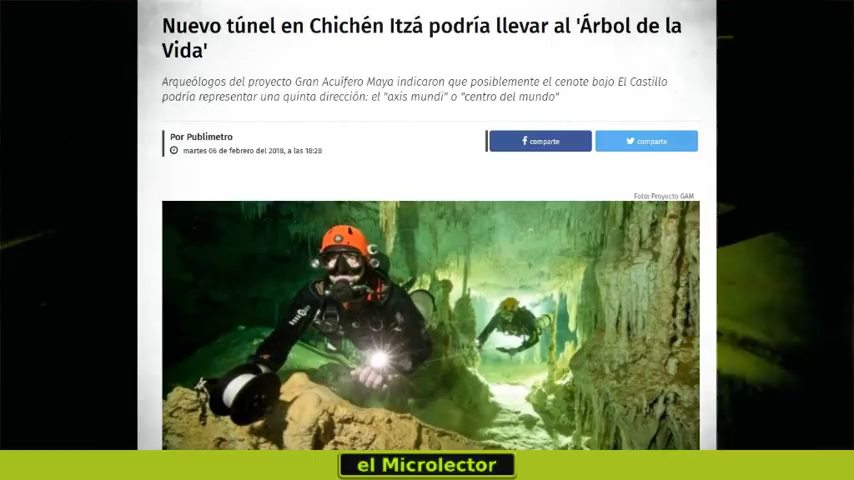 Nuevo túnel en Chichén Itzá podría llevar al 'Árbol de la
Vida'
Arqueólogos del proyecto Gran Acuífero Maya indicaron que posiblemente el cenote bajo El Castillo
podría representar una quinta dirección: el "axis mundi" o "centro del mundo"
Por Publimetro
martes 06 de febrero del 2018, a las 18:28
comparte
comparte
Foto: Proyecto GAM
el Microlector